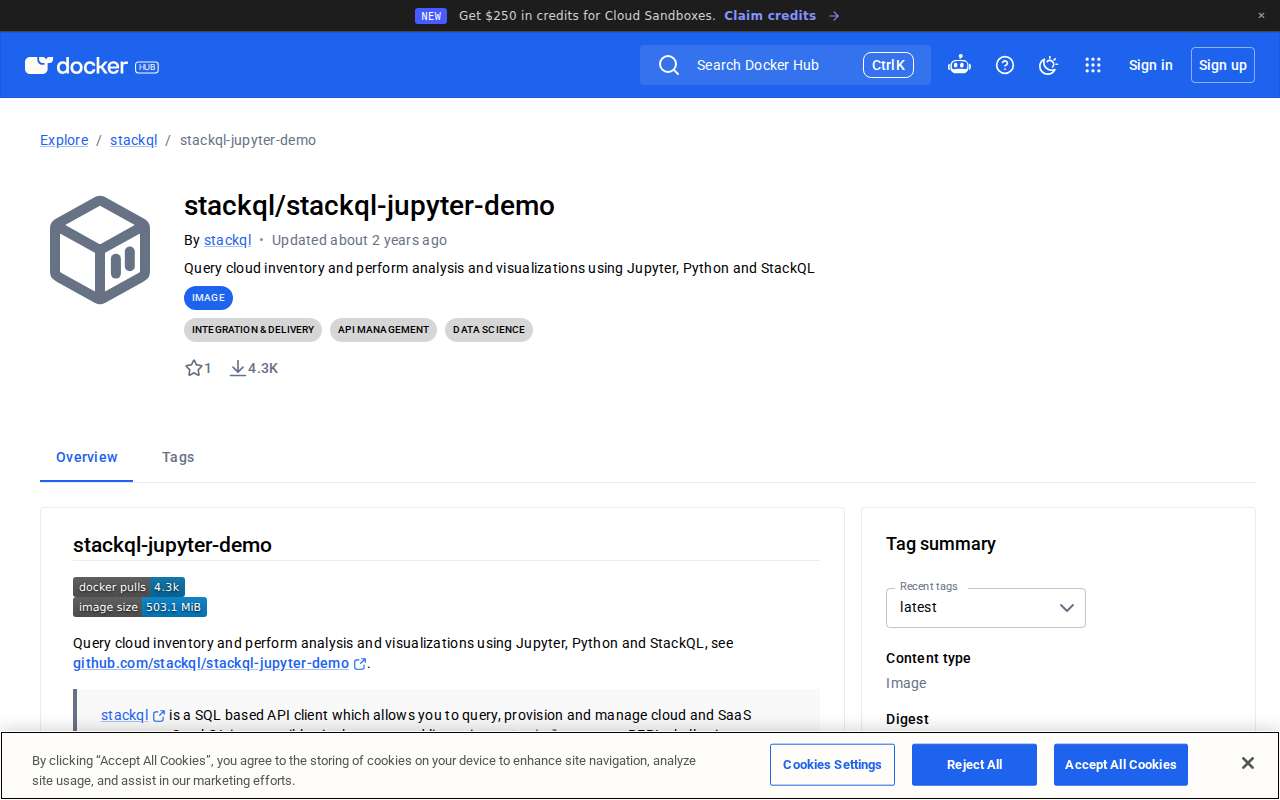 NEW Get $250 in credits for Cloud Sandboxes. Claim credits →
docker HUB
Search Docker Hub Ctrl K Sign in Sign up
Explore / stackql / stackql-jupyter-demo
stackql/stackql-jupyter-demo
By stackql • Updated about 2 years ago
Query cloud inventory and perform analysis and visualizations using Jupyter, Python and StackQL
IMAGE
INTEGRATION & DELIVERY API MANAGEMENT DATA SCIENCE
1 4.3K
Overview Tags
stackql-jupyter-demo
docker pulls 4.3k
image size 503.1 MiB
Query cloud inventory and perform analysis and visualizations using Jupyter, Python and StackQL, see
github.com/stackql/stackql-jupyter-demo.
stackql is a SQL based API client which allows you to query, provision and manage cloud and SaaS
Tag summary
Recent tags
latest
Content type
Image
Digest
By clicking “Accept All Cookies”, you agree to the storing of cookies on your device to enhance site navigation, analyze
site usage, and assist in our marketing efforts.
Cookies Settings Reject All Accept All Cookies